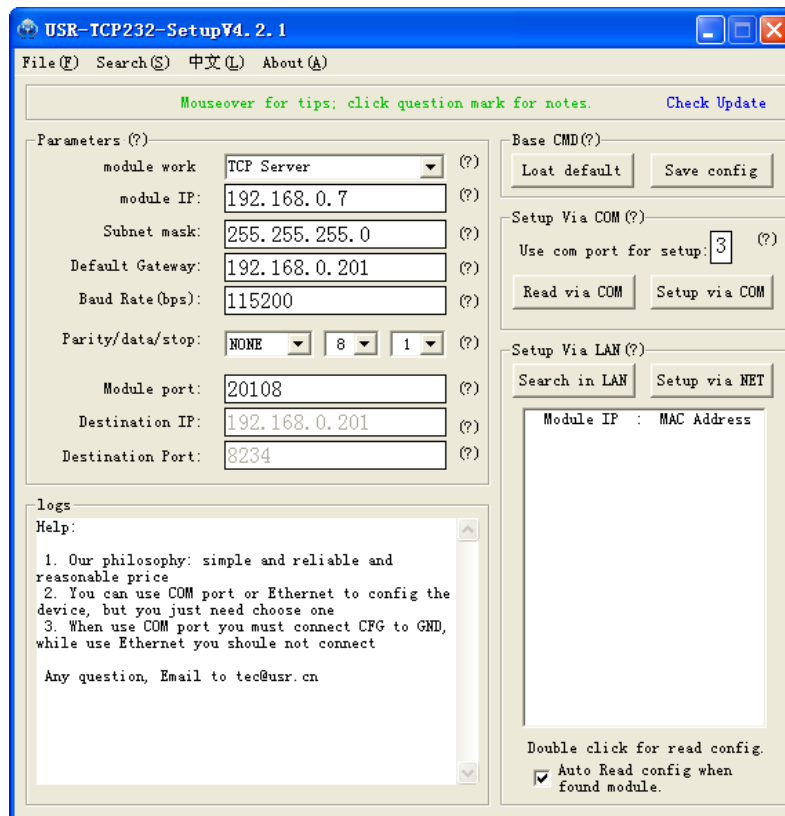 USR-TCP232-SetupV4.2.1
File(F) Search(S) 中文(L) About(A)
Mouseover for tips; click question mark for notes. Check Update
Parameters (?)
module work TCP Server (?)
module IP: 192.168.0.7 (?)
Subnet mask: 255.255.255.0 (?)
Default Gateway: 192.168.0.201 (?)
Baud Rate(bps): 115200 (?)
Parity/data/stop: NONE 8 1 (?)
Module port: 20108 (?)
Destination IP: 192.168.0.201 (?)
Destination Port: 8234 (?)
logs
Help:
1. Our philosophy: simple and reliable and
reasonable price
2. You can use COM port or Ethernet to config the
device, but you just need choose one
3. When use COM port you must connect CFG to GND,
while use Ethernet you shoule not connect
Any question, Email to tec@usr.cn
Base CMD(?)
Loat default Save config
Setup Via COM(?)
Use com port for setup: 3 (?)
Read via COM Setup via COM
Setup Via LAN(?)
Search in LAN Setup via NET
Module IP : MAC Address
Double click for read config.
Auto Read config when
found module.